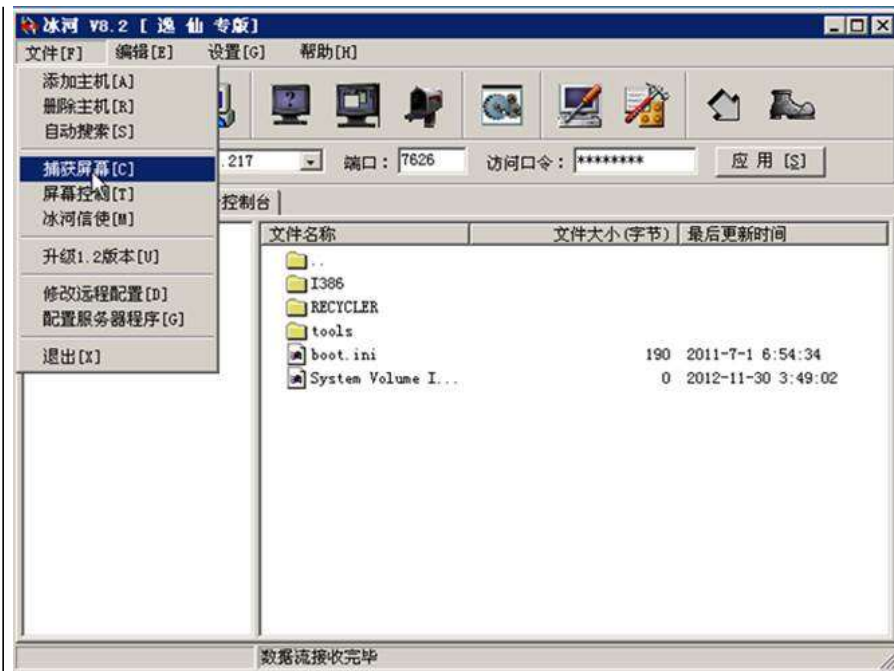 冰河 V8.2 [ 逸 仙 专版]
文件[F] 编辑[E] 设置[G] 帮助[H]
添加主机[A]
删除主机[R]
自动搜索[S]
捕获屏幕[C]
屏幕控制[T]
冰河信使[M]
升级1.2版本[U]
修改远程配置[D]
配置服务器程序[G]
退出[X]
.217 端口: 7626 访问口令: ******** 应 用 [S]
控制台
文件名称 文件大小(字节) 最后更新时间
..
I386
RECYCLER
tools
boot.ini 190 2011-7-1 6:54:34
System Volume I... 0 2012-11-30 3:49:02
数据流接收完毕